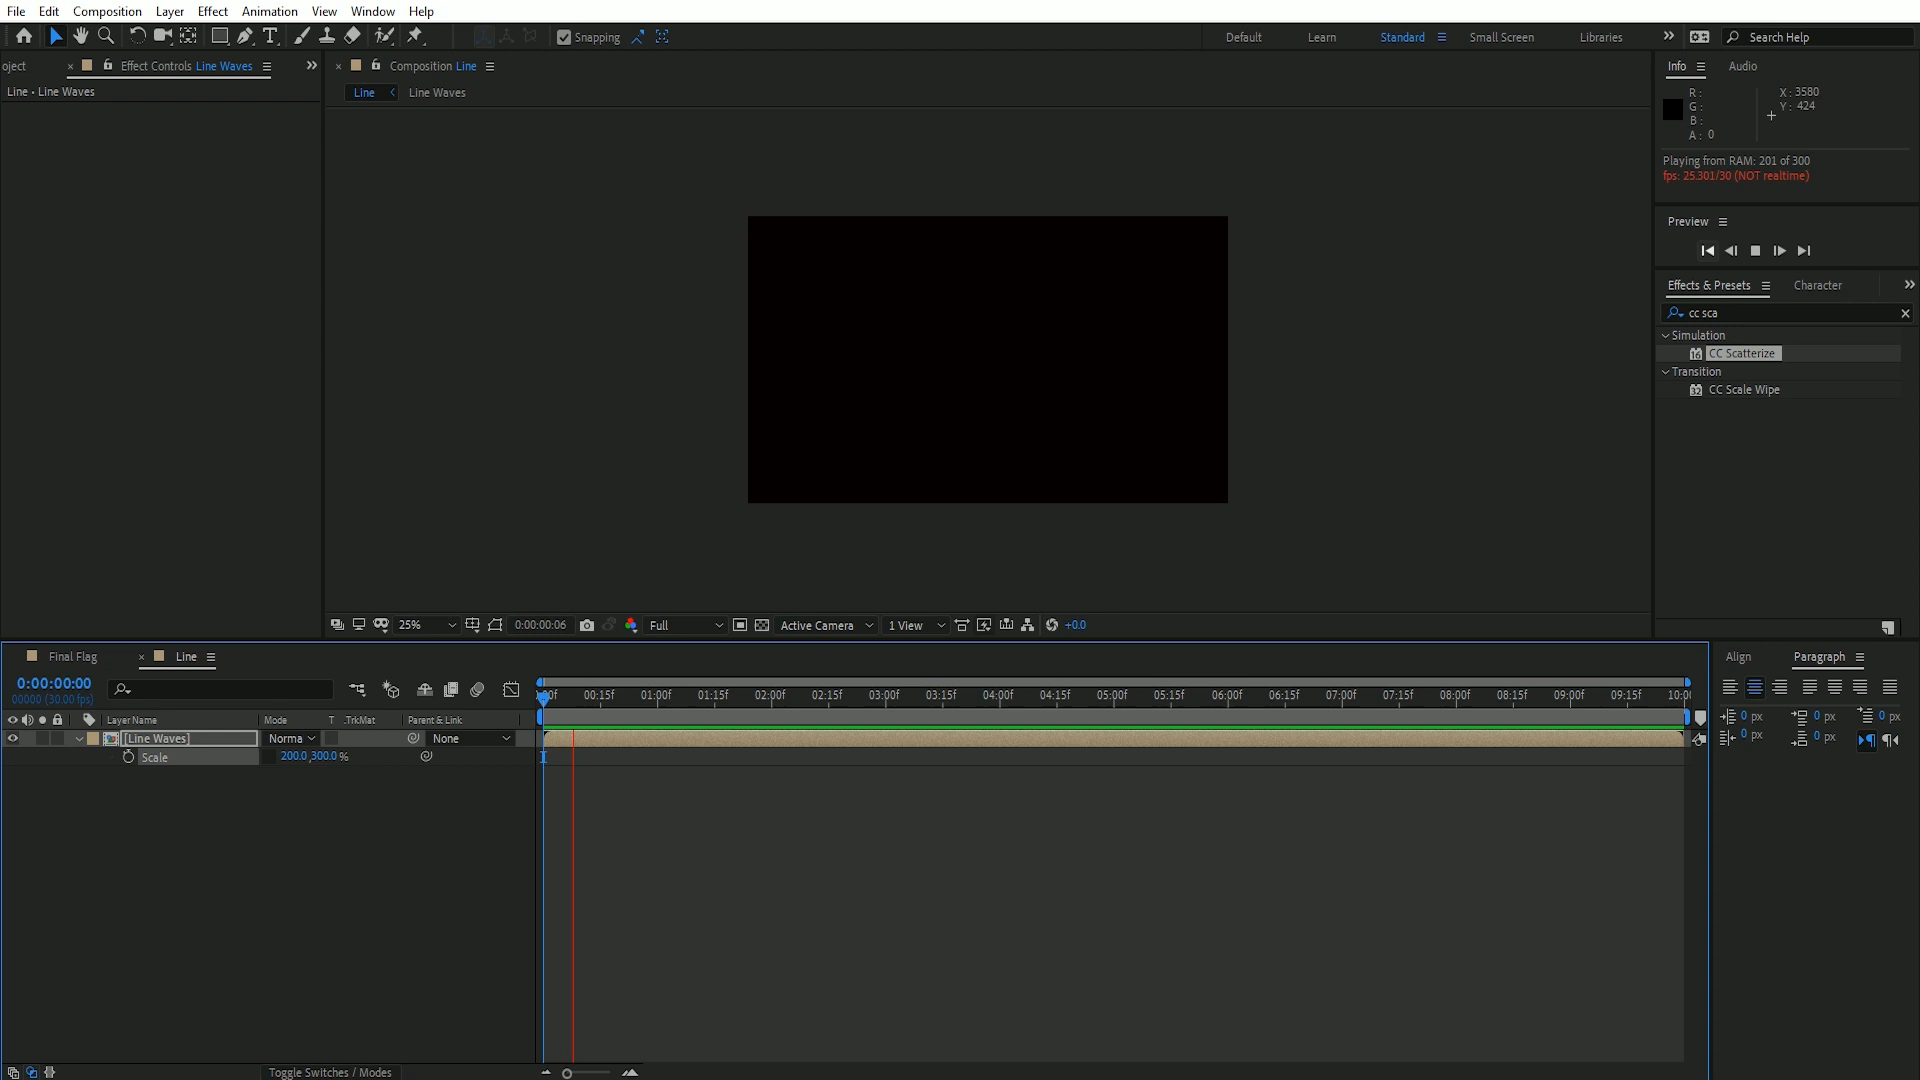 File Edit Composition Layer Effect Animation View Window Help
Snapping Default Learn Standard Small Screen Libraries Search Help
oject Effect Controls Line Waves
Line • Line Waves
Composition Line
Line Line Waves
Info Audio
R: X: 3580
G: Y: 424
B:
A: 0
Playing from RAM: 201 of 300
fps: 25.301/30 (NOT realtime)
Preview
Effects & Presets Character
cc sca
Simulation
16 CC Scatterize
Transition
32 CC Scale Wipe
25% 0:00:00:06 Full Active Camera 1 View +0.0
Final Flag Line
0:00:00:00
00000 (30.00 fps)
00:15f 01:00f 01:15f 02:00f 02:15f 03:00f 03:15f 04:00f 04:15f 05:00f 05:15f 06:00f 06:15f 07:00f 07:15f 08:00f 08:15f 09:00f 09:15f
Layer Name Mode T .TrkMat Parent & Link
[Line Waves] Norma None
Scale 200.0,300.0 %
Toggle Switches / Modes
Align Paragraph
0 px 0 px 0 px
0 px 0 px